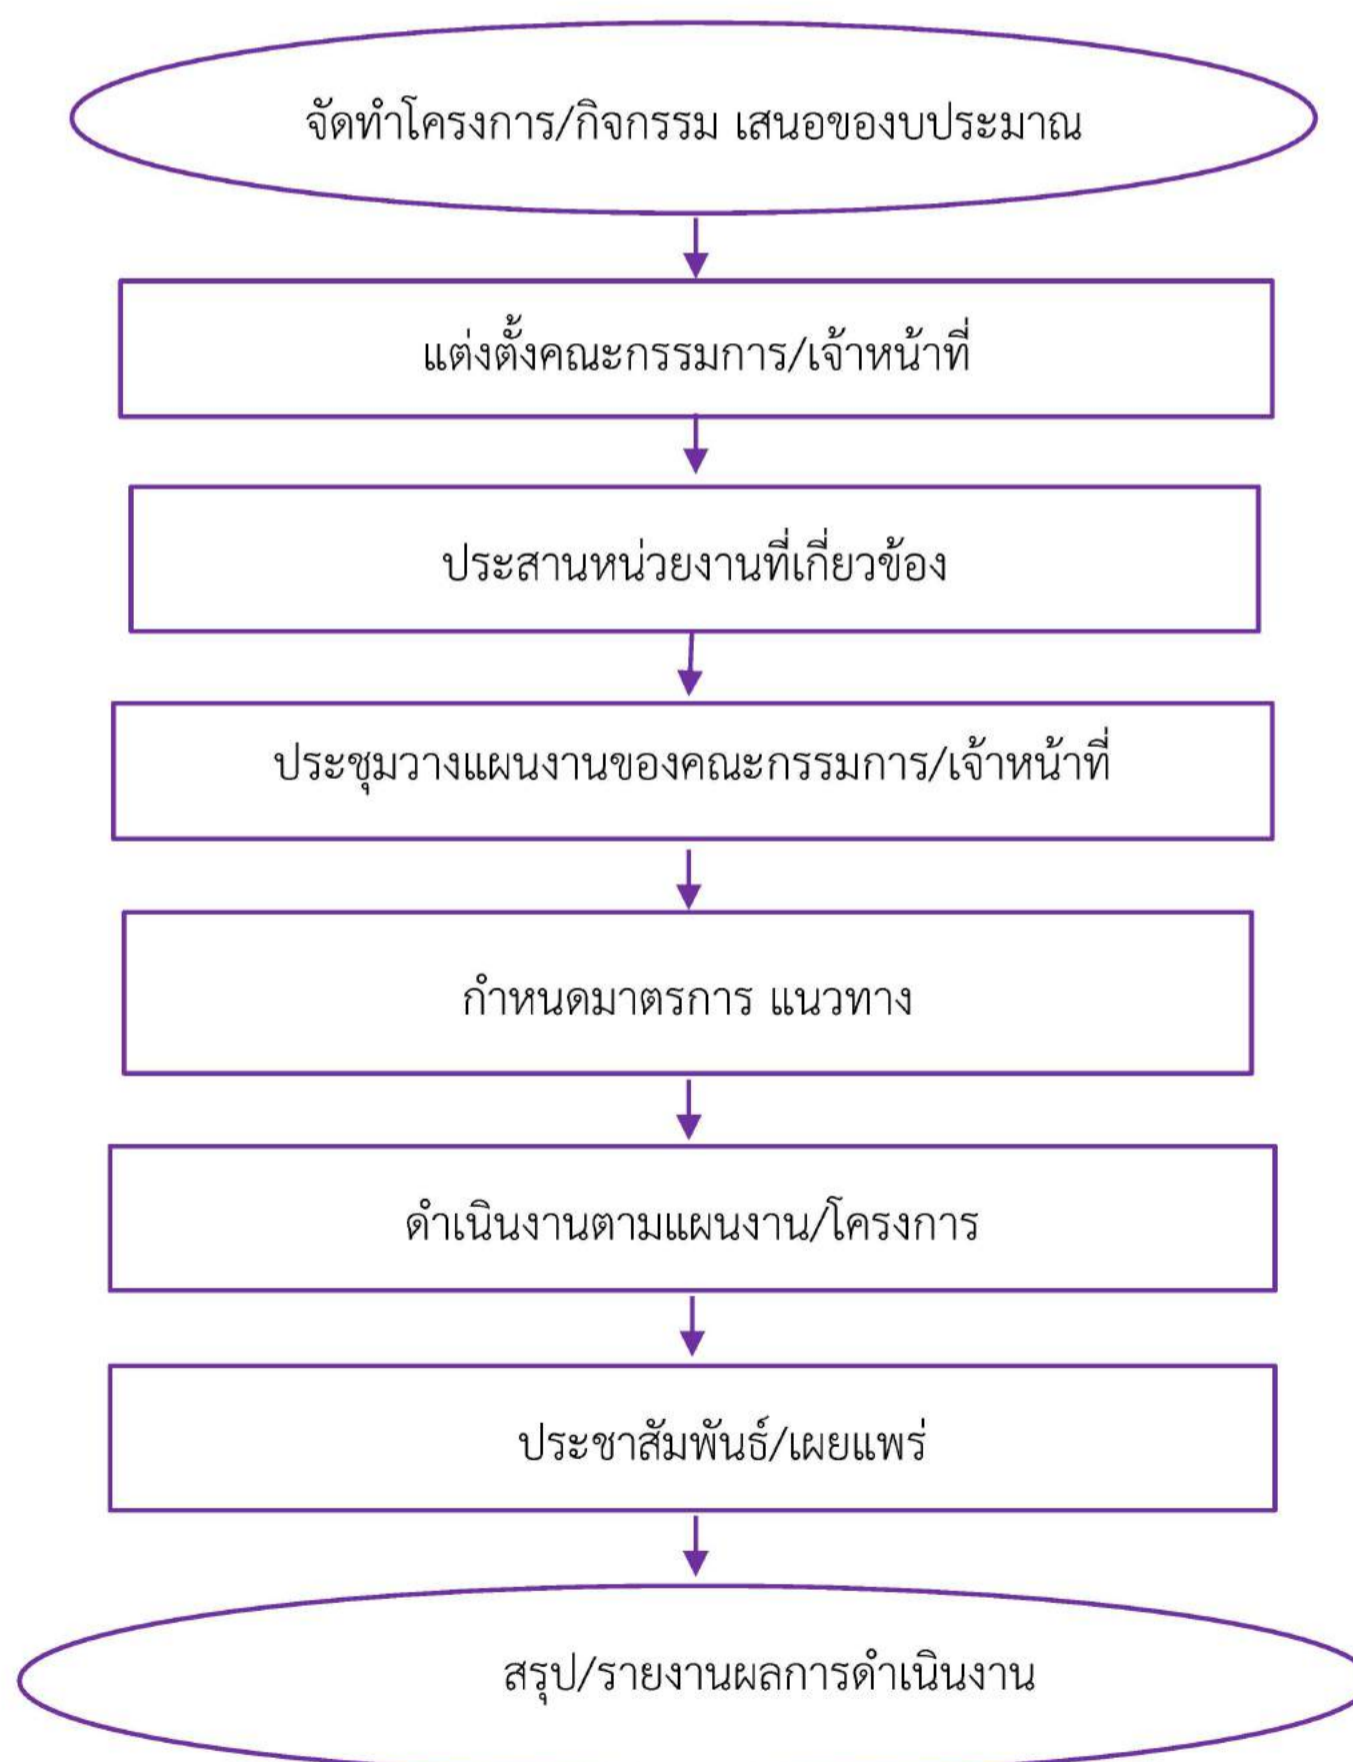 จัดทำโครงการ/กิจกรรม เสนอของบประมาณ
แต่งตั้งคณะกรรมการ/เจ้าหน้าที่
ประสานหน่วยงานที่เกี่ยวข้อง
ประชุมวางแผนงานของคณะกรรมการ/เจ้าหน้าที่
กำหนดมาตรการ แนวทาง
ดำเนินงานตามแผนงาน/โครงการ
ประชาสัมพันธ์/เผยแพร่
สรุป/รายงานผลการดำเนินงาน